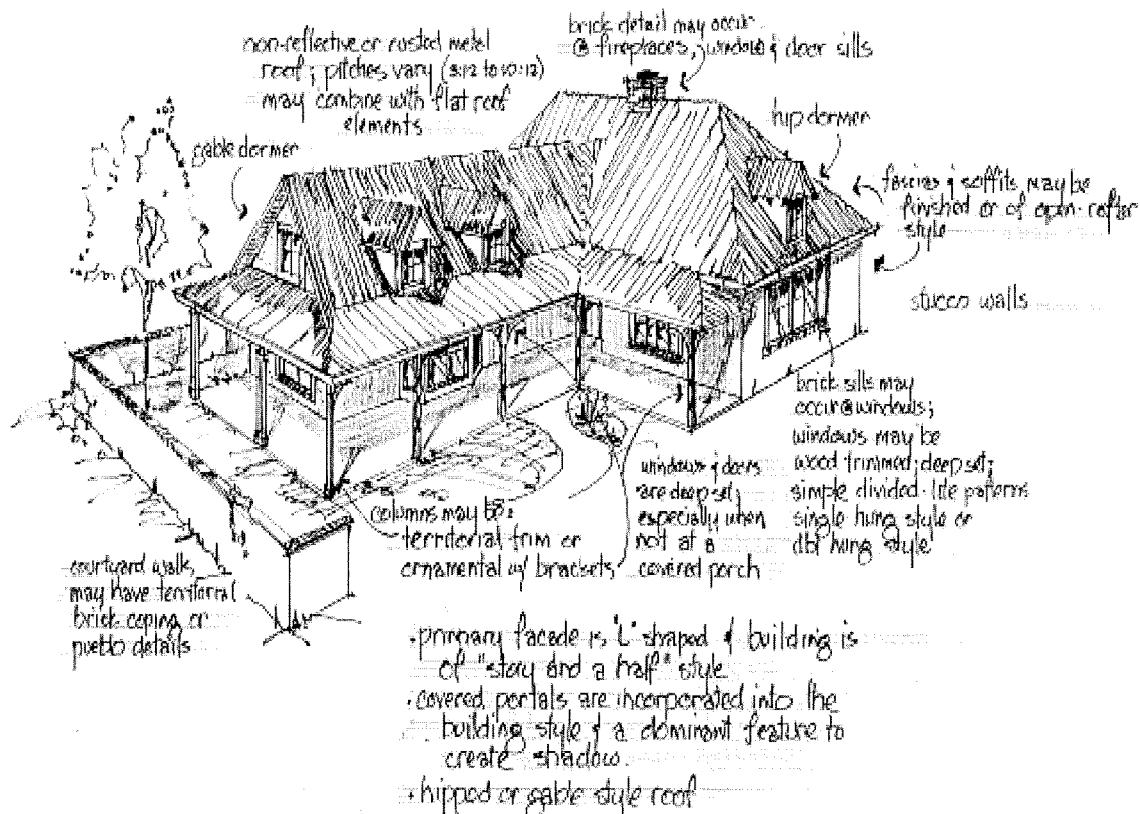 brick detail may occur
@ fireplaces, window & door sills
non-reflective or rusted metal
roof; pitches vary (8:12 to 10:12)
may combine with flat roof
elements
hip dormer
gable dormer
fascias & soffits may be
finished or of open-rafter
style
stucco walls
brick sills may
occur @ windows;
windows may be
wood trimmed; deep set;
simple divided-lite paterns
single hung style or
dbl hung style
windows & doors
are deep set;
especially when
not at a
covered porch
columns may be:
territorial trim or
ornamental w/ brackets
courtyard walls
may have territorial
brick coping or
pueblo details
• primary facade is "L" shaped & building is
of "story and a half" style
• covered portals are incorporated into the
building style & a dominant feature to
create shadow.
• hipped or gable style roof